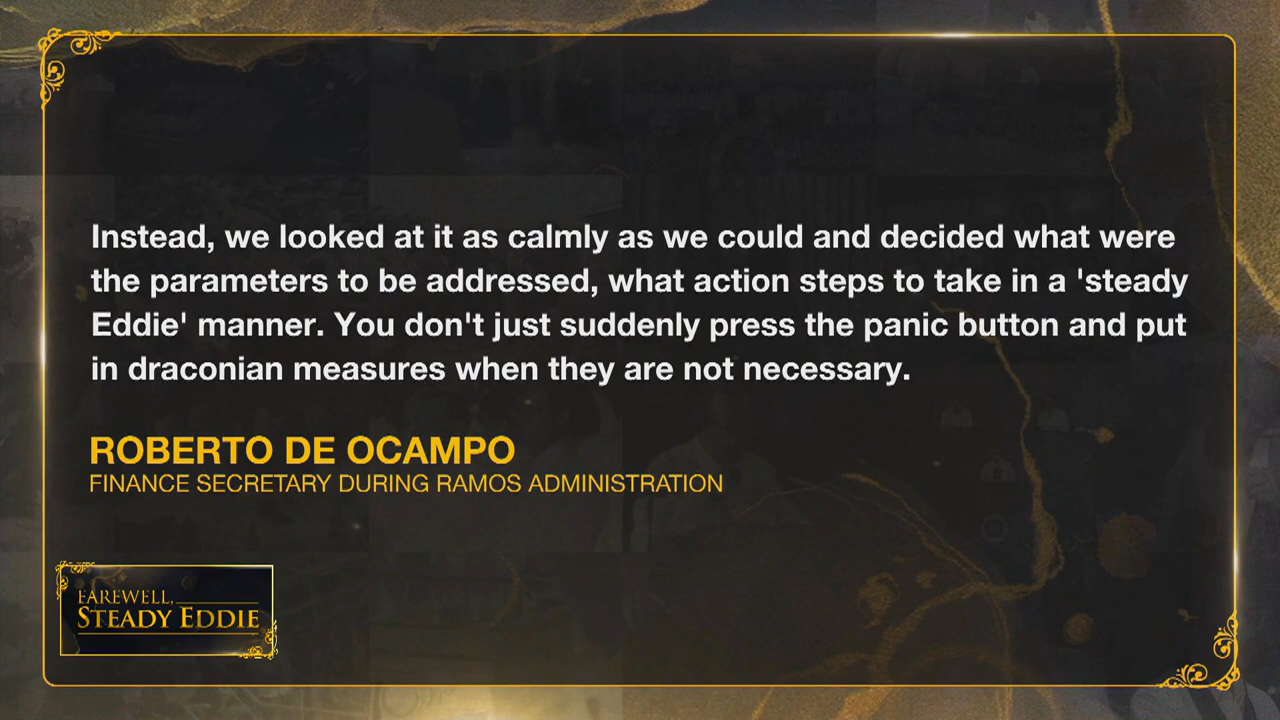 Instead, we looked at it as calmly as we could and decided what were
the parameters to be addressed, what action steps to take in a 'steady
Eddie' manner. You don't just suddenly press the panic button and put
in draconian measures when they are not necessary.
ROBERTO DE OCAMPO
FINANCE SECRETARY DURING RAMOS ADMINISTRATION
FAREWELL,
STEADY EDDIE